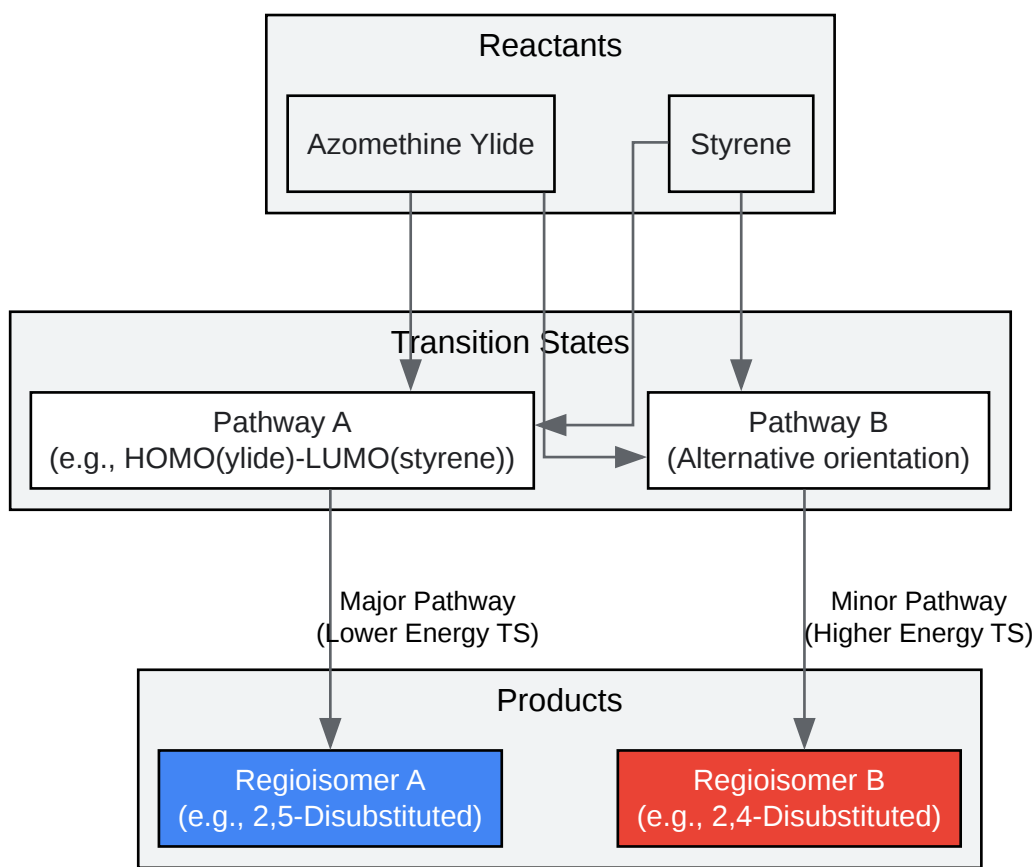 Reactants
Azomethine Ylide
Styrene
Transition States
Pathway A
(e.g., HOMO(ylide)-LUMO(styrene))
Pathway B
(Alternative orientation)
Major Pathway
(Lower Energy TS)
Minor Pathway
(Higher Energy TS)
Products
Regioisomer A
(e.g., 2,5-Disubstituted)
Regioisomer B
(e.g., 2,4-Disubstituted)